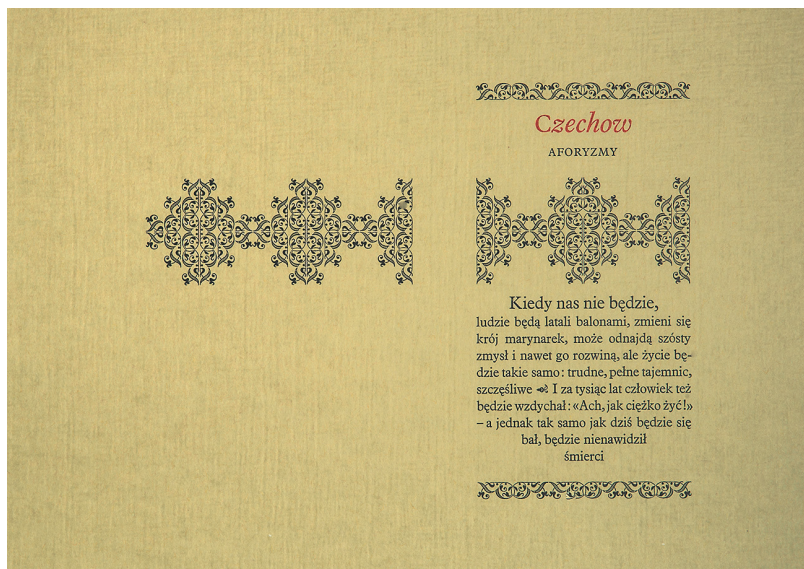 Czechow
AFORYZMY
Kiedy nas nie będzie,
ludzie będą latali balonami, zmieni się
krój marynarek, może odnajdą szósty
zmysł i nawet go rozwiną, ale życie bę-
dzie takie samo: trudne, pełne tajemnic,
szczęśliwe ☙ I za tysiąc lat człowiek też
będzie wzdychał: «Ach, jak ciężko żyć!»
– a jednak tak samo jak dziś będzie się
bał, będzie nienawidził
śmierci